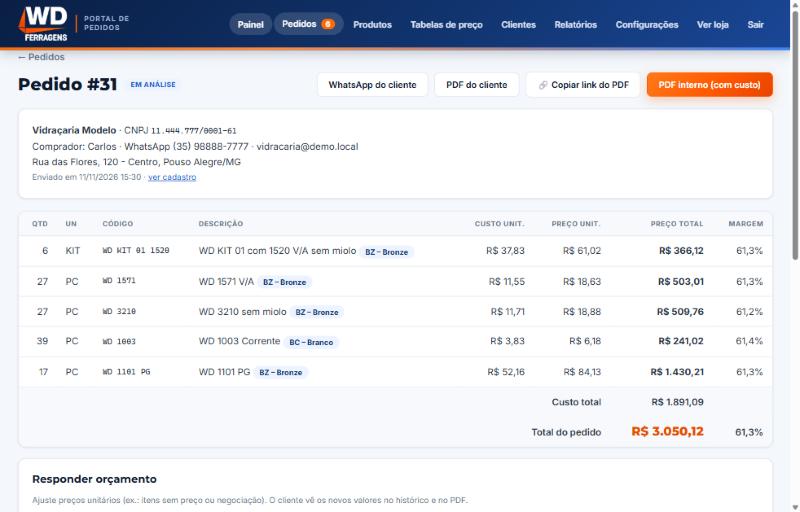 WD FERRAGENS PORTAL DE PEDIDOS Painel Pedidos 6 Produtos Tabelas de preço Clientes Relatórios Configurações Ver loja Sair
← Pedidos
Pedido #31 EM ANÁLISE WhatsApp do cliente PDF do cliente 🔗 Copiar link do PDF PDF interno (com custo)
Vidraçaria Modelo · CNPJ 11.444.777/0001-61
Comprador: Carlos · WhatsApp (35) 98888-7777 · vidracaria@demo.local
Rua das Flores, 120 - Centro, Pouso Alegre/MG
Enviado em 11/11/2026 15:30 · ver cadastro
QTD UN CÓDIGO DESCRIÇÃO CUSTO UNIT. PREÇO UNIT. PREÇO TOTAL MARGEM
6 KIT WD KIT 01 1520 WD KIT 01 com 1520 V/A sem miolo BZ – Bronze R$ 37,83 R$ 61,02 R$ 366,12 61,3%
27 PC WD 1571 WD 1571 V/A BZ – Bronze R$ 11,55 R$ 18,63 R$ 503,01 61,3%
27 PC WD 3210 WD 3210 sem miolo BZ – Bronze R$ 11,71 R$ 18,88 R$ 509,76 61,2%
39 PC WD 1003 WD 1003 Corrente BC – Branco R$ 3,83 R$ 6,18 R$ 241,02 61,4%
17 PC WD 1101 PG WD 1101 PG BZ – Bronze R$ 52,16 R$ 84,13 R$ 1.430,21 61,3%
Custo total R$ 1.891,09
Total do pedido R$ 3.050,12 61,3%
Responder orçamento
Ajuste preços unitários (ex.: itens sem preço ou negociação). O cliente vê os novos valores no histórico e no PDF.